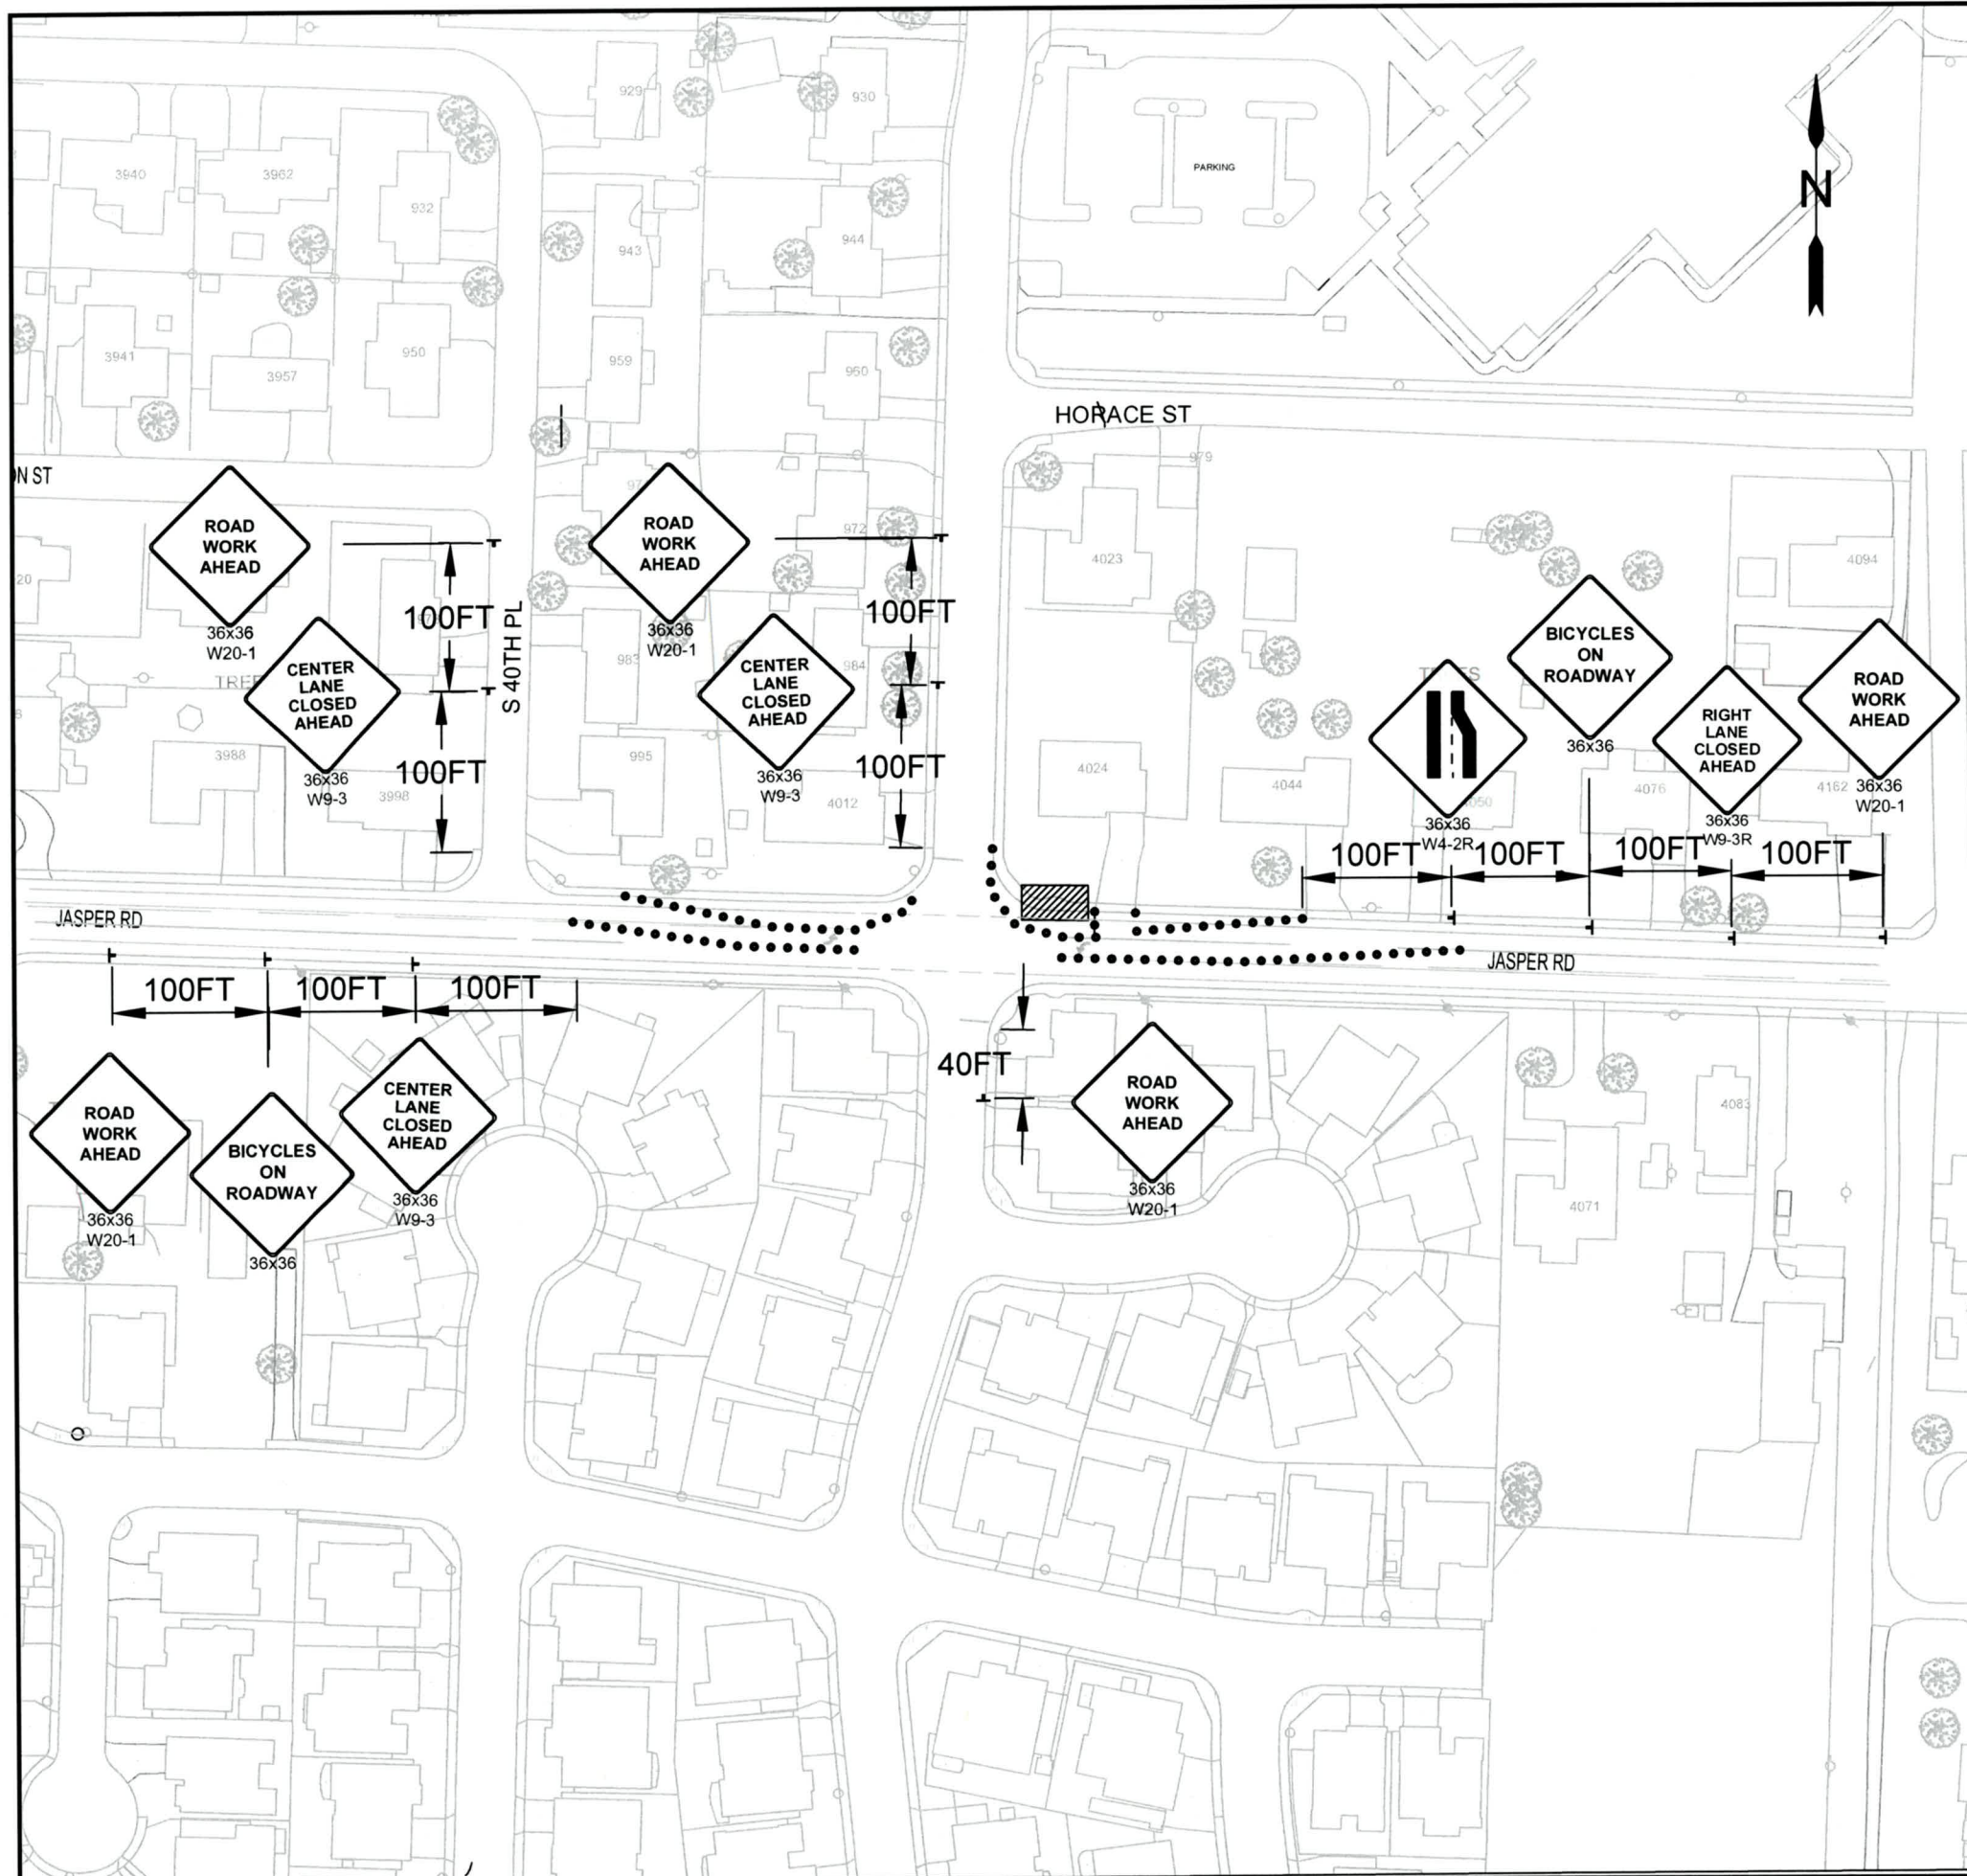 929
930
PARKING
N
3940
3962
932
943
944
3941
3957
950
959
960
HORACE ST
979
ON ST
ROAD
WORK
AHEAD
36x36
W20-1
ROAD
WORK
AHEAD
36x36
W20-1
972
4023
4094
100FT
S 40TH PL
100FT
CENTER
LANE
CLOSED
AHEAD
36x36
W9-3
983
CENTER
LANE
CLOSED
AHEAD
36x36
W9-3
984
BICYCLES
ON
ROADWAY
36x36
ROAD
WORK
AHEAD
36x36
W20-1
RIGHT
LANE
CLOSED
AHEAD
36x36
W9-3R
36x36
W4-2R
3988
995
100FT
100FT
3998
4012
4024
4044
4050
4076
4162
100FT
100FT
100FT
100FT
JASPER RD
JASPER RD
100FT
100FT
100FT
40FT
ROAD
WORK
AHEAD
36x36
W20-1
BICYCLES
ON
ROADWAY
36x36
CENTER
LANE
CLOSED
AHEAD
36x36
W9-3
ROAD
WORK
AHEAD
36x36
W20-1
4083
4071